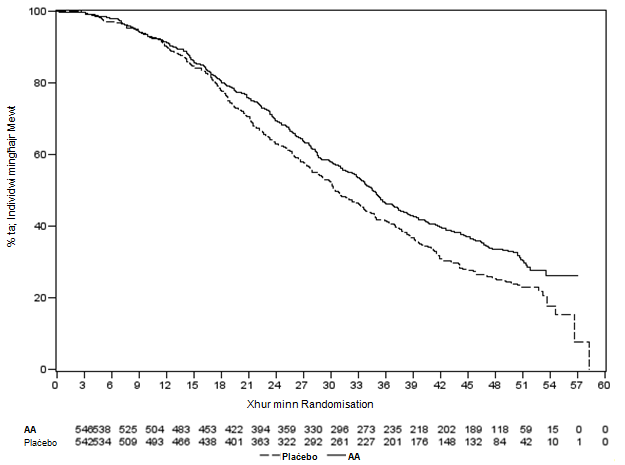 100
80
60
40
20
0
% ta' Individwi mingħajr Mewt
0 3 6 9 12 15 18 21 24 27 30 33 36 39 42 45 48 51 54 57 60
Xhur minn Randomisation
AA 546538 525 504 483 453 422 394 359 330 296 273 235 218 202 189 118 59 15 0 0
Plaċebo 542534 509 493 466 438 401 363 322 292 261 227 201 176 148 132 84 42 10 1 0
Plaċebo AA